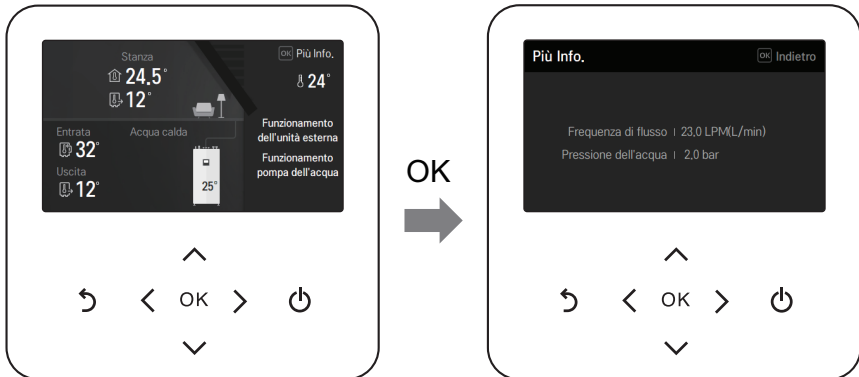 Stanza
24.5°
12°
OK Più Info.
24°
Entrata
32°
Uscita
12°
Acqua calda
25°
Funzionamento
dell'unità esterna
Funzionamento
pompa dell'acqua
OK
OK
Più Info.
OK Indietro
Frequenza di flusso | 23,0 LPM(L/min)
Pressione dell'acqua | 2,0 bar
OK